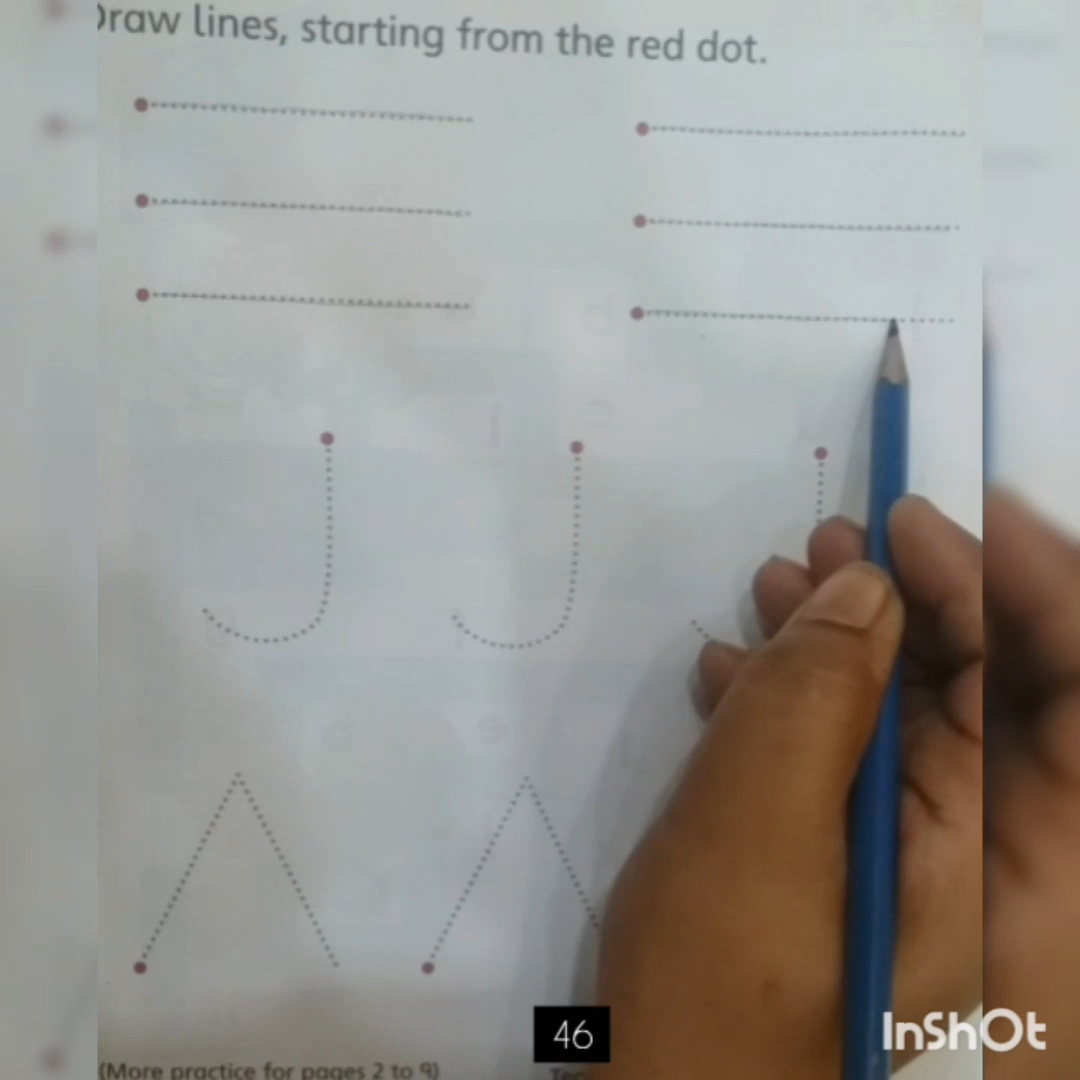 Draw lines, starting from the red dot.
46
(More practice for pages 2 to 9)
InShOt